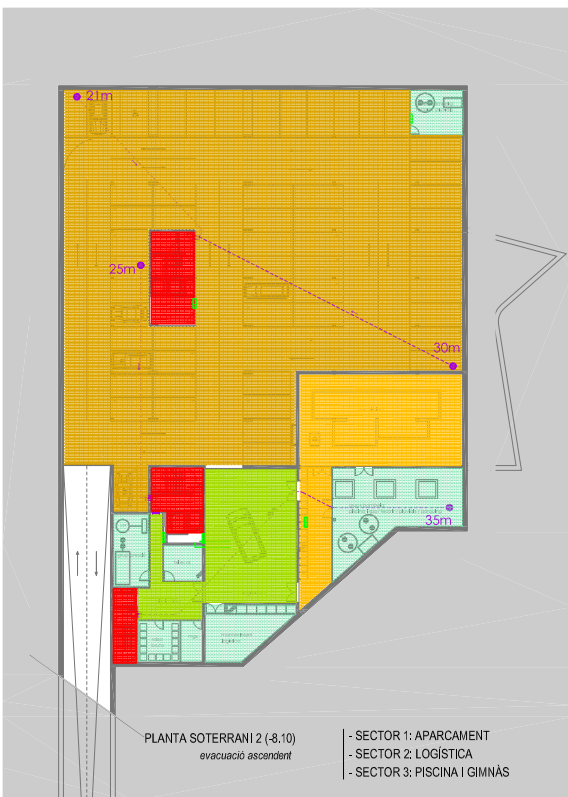 21m
25m
30m
35m
PLANTA SOTERRANI 2 (-8.10)
evacuació ascendent
- SECTOR 1: APARCAMENT
- SECTOR 2: LOGÍSTICA
- SECTOR 3: PISCINA I GIMNÀS